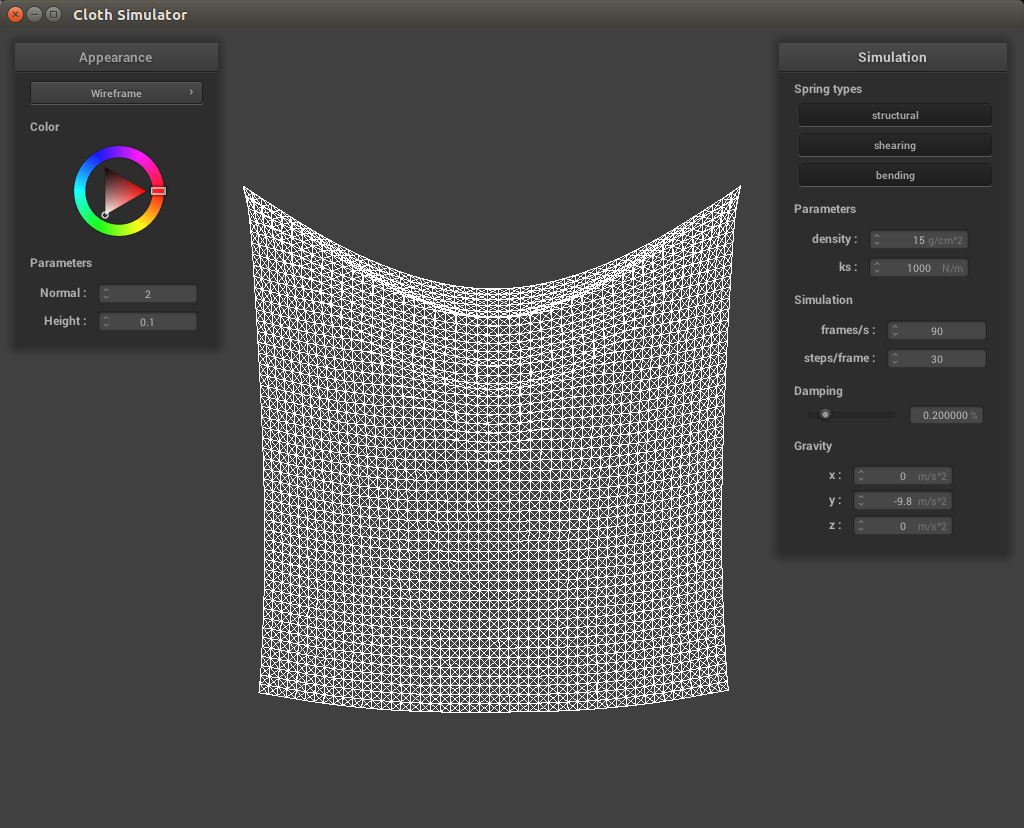 Cloth Simulator
Appearance
Wireframe
Color
Parameters
Normal : 2
Height : 0.1
Simulation
Spring types
structural
shearing
bending
Parameters
density : 15 g/cm^2
ks : 1000 N/m
Simulation
frames/s : 90
steps/frame : 30
Damping
0.200000 %
Gravity
x : 0 m/s^2
y : -9.8 m/s^2
z : 0 m/s^2